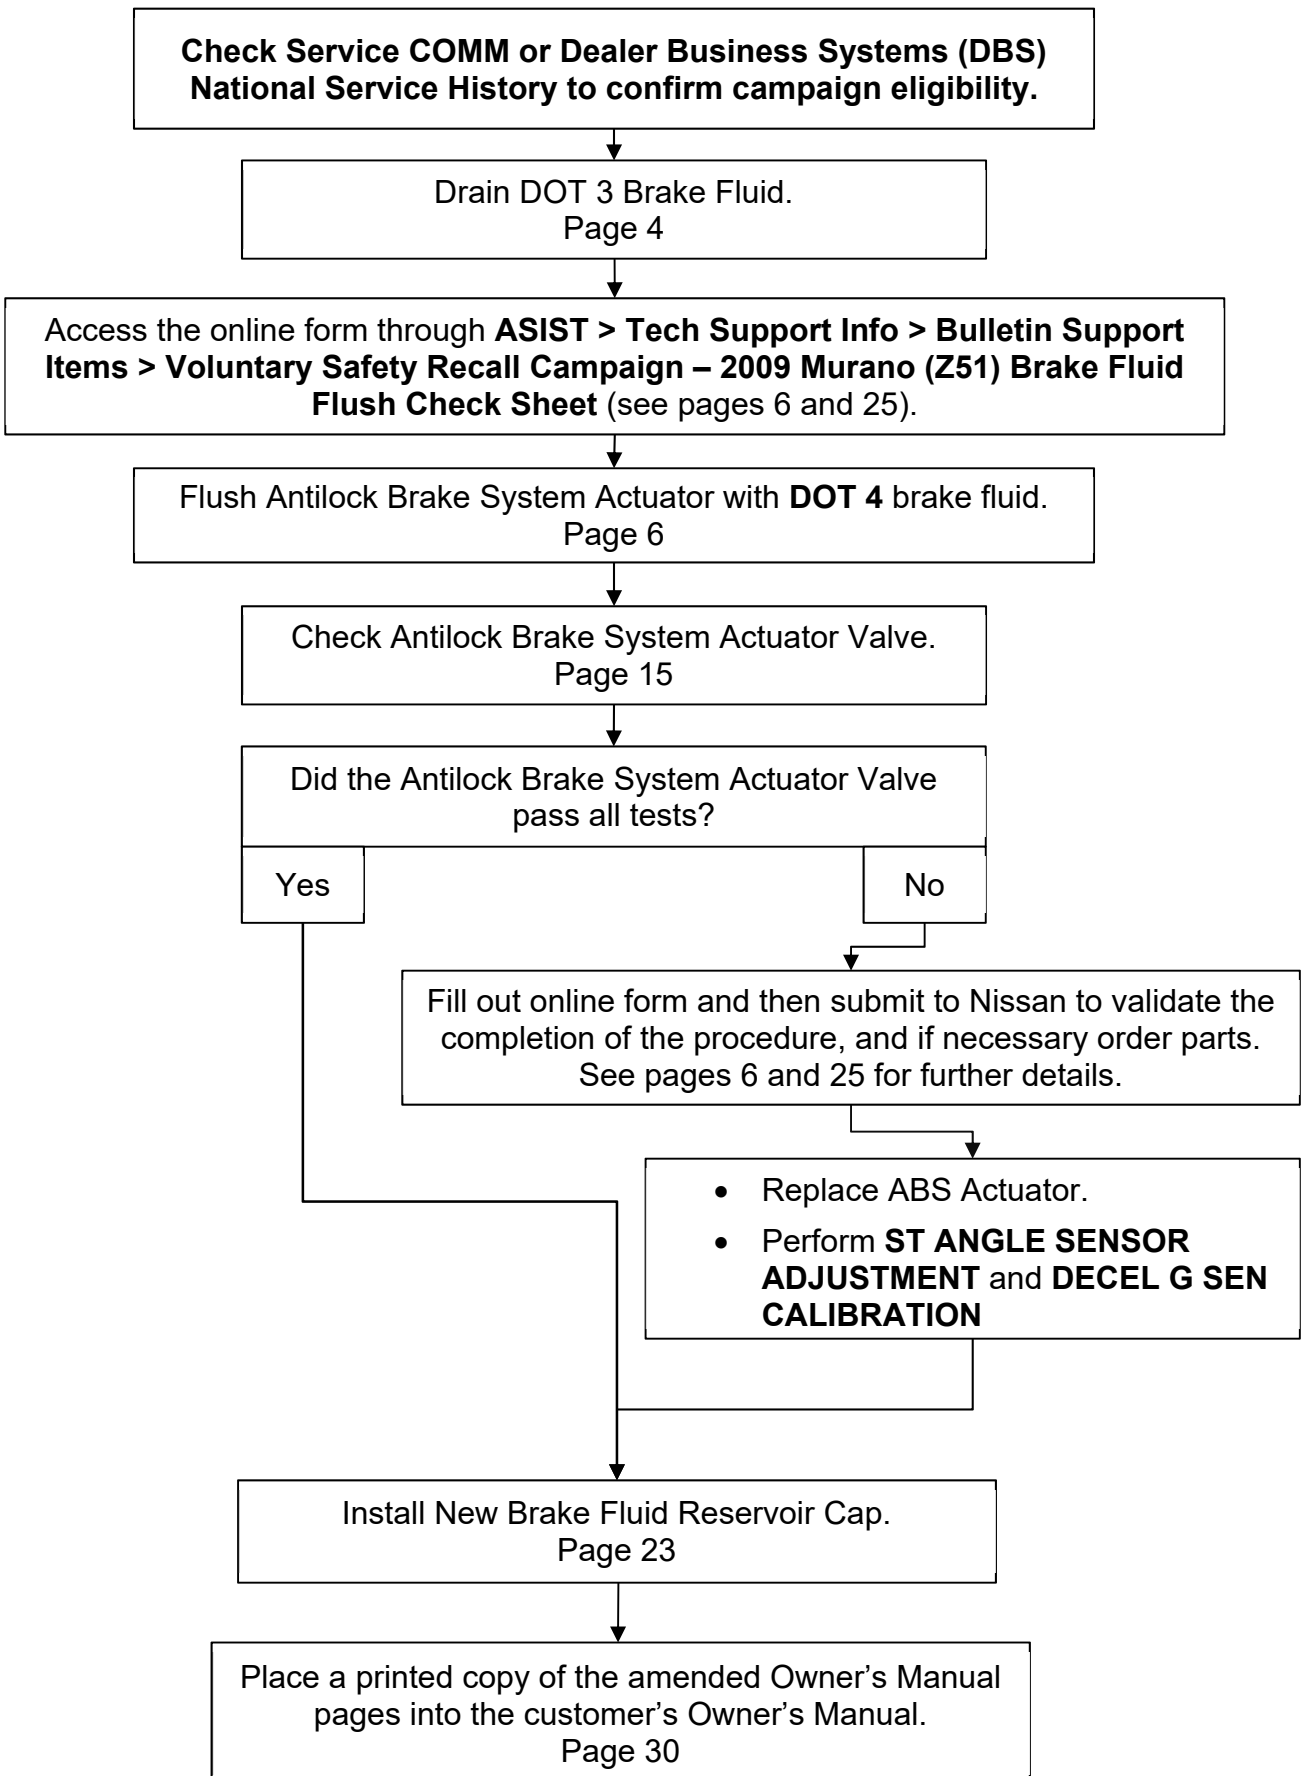 Check Service COMM or Dealer Business Systems (DBS)
National Service History to confirm campaign eligibility.
Drain DOT 3 Brake Fluid.
Page 4
Access the online form through ASIST > Tech Support Info > Bulletin Support
Items > Voluntary Safety Recall Campaign – 2009 Murano (Z51) Brake Fluid
Flush Check Sheet (see pages 6 and 25).
Flush Antilock Brake System Actuator with DOT 4 brake fluid.
Page 6
Check Antilock Brake System Actuator Valve.
Page 15
Did the Antilock Brake System Actuator Valve
pass all tests?
Yes
No
Fill out online form and then submit to Nissan to validate the
completion of the procedure, and if necessary order parts.
See pages 6 and 25 for further details.
• Replace ABS Actuator.
• Perform ST ANGLE SENSOR
ADJUSTMENT and DECEL G SEN
CALIBRATION
Install New Brake Fluid Reservoir Cap.
Page 23
Place a printed copy of the amended Owner’s Manual
pages into the customer’s Owner’s Manual.
Page 30